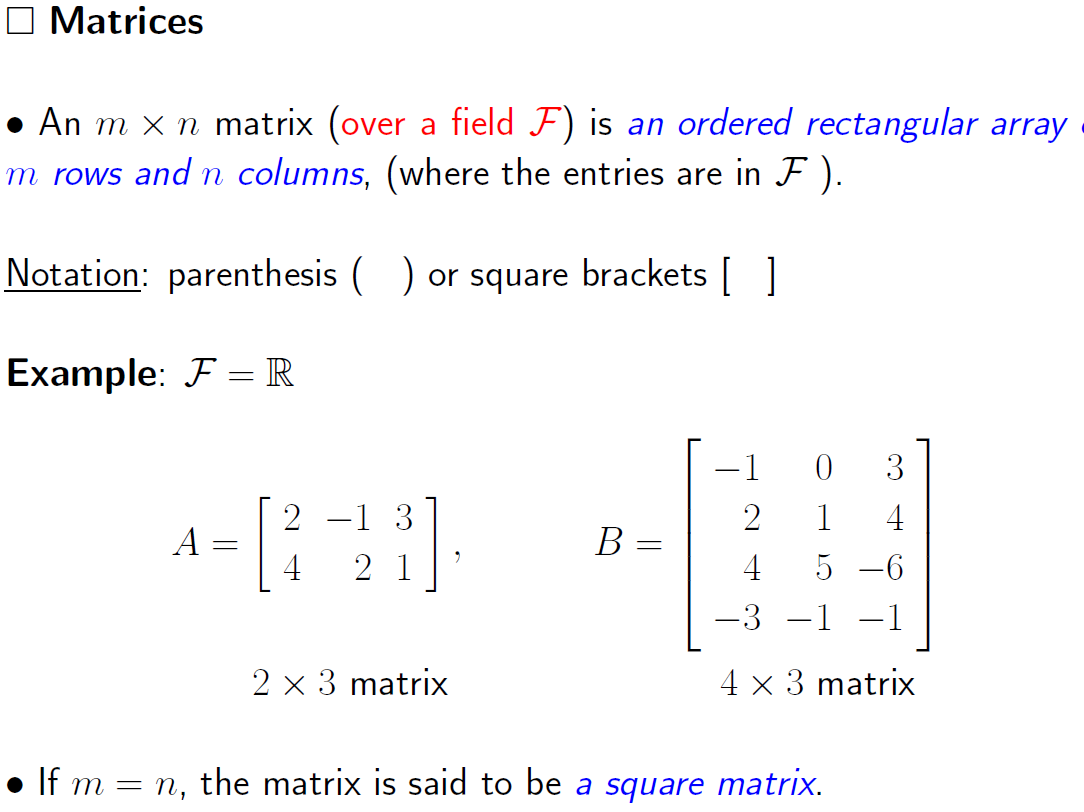 □ Matrices
• An m × n matrix (over a field ℱ) is an ordered rectangular array
m rows and n columns, (where the entries are in ℱ ).
Notation: parenthesis ( ) or square brackets [ ]
Example: ℱ = ℝ
A = [ 2 −1 3
4 2 1 ],
B = [ −1 0 3
2 1 4
4 5 −6
−3 −1 −1 ]
2 × 3 matrix
4 × 3 matrix
• If m = n, the matrix is said to be a square matrix.